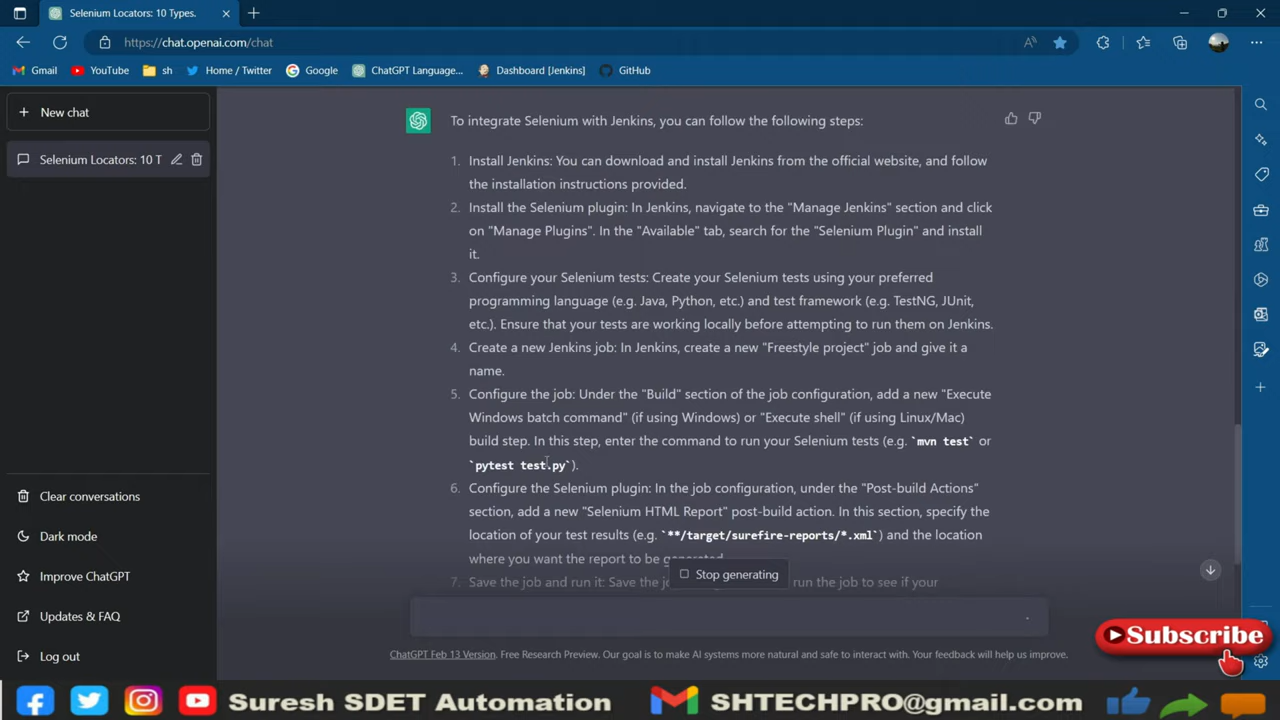 Selenium Locators: 10 Types.
https://chat.openai.com/chat
Gmail
YouTube
sh
Home / Twitter
Google
ChatGPT Language...
Dashboard [Jenkins]
GitHub
New chat
Selenium Locators: 10 T
To integrate Selenium with Jenkins, you can follow the following steps:
1. Install Jenkins: You can download and install Jenkins from the official website, and follow
the installation instructions provided.
2. Install the Selenium plugin: In Jenkins, navigate to the "Manage Jenkins" section and click
on "Manage Plugins". In the "Available" tab, search for the "Selenium Plugin" and install
it.
3. Configure your Selenium tests: Create your Selenium tests using your preferred
programming language (e.g. Java, Python, etc.) and test framework (e.g. TestNG, JUnit,
etc.). Ensure that your tests are working locally before attempting to run them on Jenkins.
4. Create a new Jenkins job: In Jenkins, create a new "Freestyle project" job and give it a
name.
5. Configure the job: Under the "Build" section of the job configuration, add a new "Execute
Windows batch command" (if using Windows) or "Execute shell" (if using Linux/Mac)
build step. In this step, enter the command to run your Selenium tests (e.g. `mvn test` or
`pytest test.py`).
6. Configure the Selenium plugin: In the job configuration, under the "Post-build Actions"
section, add a new "Selenium HTML Report" post-build action. In this section, specify the
location of your test results (e.g. `**/target/surefire-reports/*.xml`) and the location
where you want the report to be generated.
7. Save the job and run it: Save the jo run the job to see if your
Stop generating
Clear conversations
Dark mode
Improve ChatGPT
Updates & FAQ
Log out
ChatGPT Feb 13 Version. Free Research Preview. Our goal is to make AI systems more natural and safe to interact with. Your feedback will help us improve.
Subscribe
Suresh SDET Automation
SHTECHPRO@gmail.com